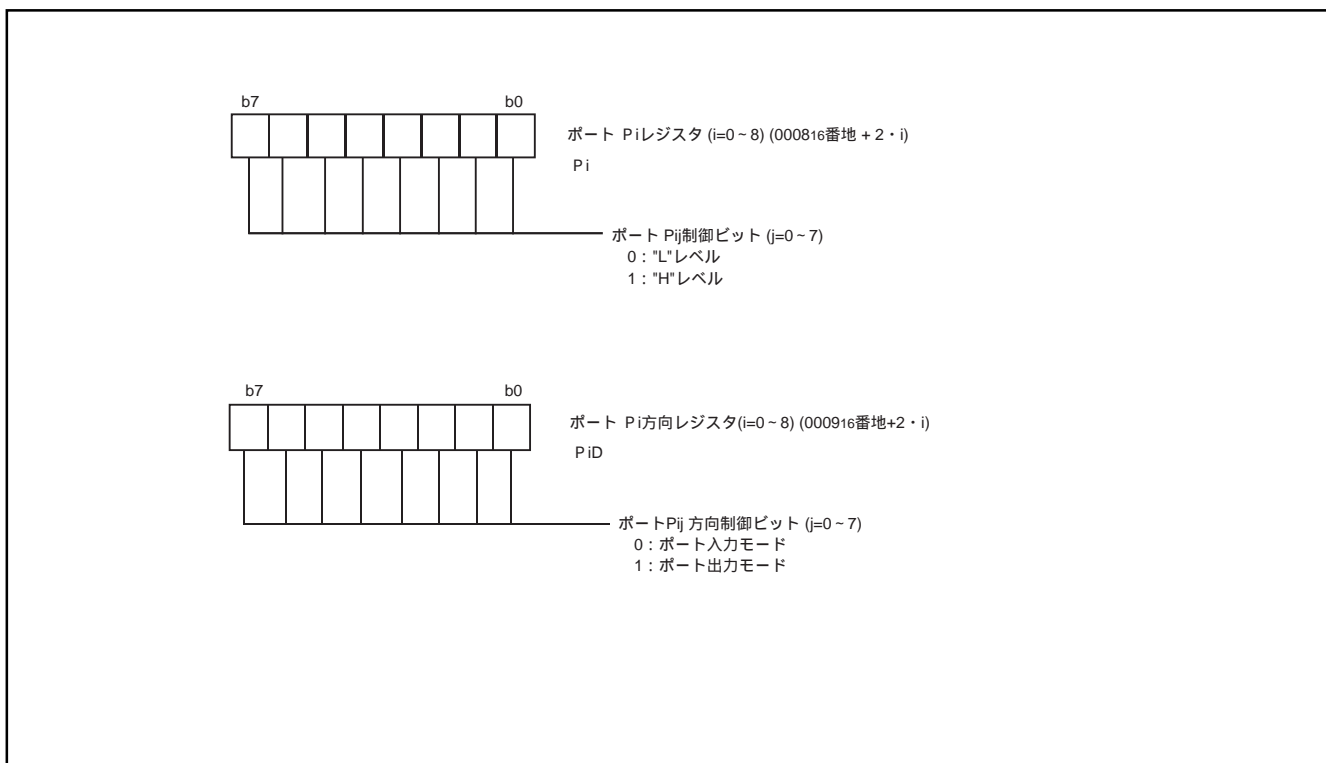 b7 b0
ポート Piレジスタ (i=0~8) (000816番地 + 2・i)
Pi
ポート Pij制御ビット (j=0~7)
0:"L"レベル
1:"H"レベル
b7 b0
ポート Pi方向レジスタ(i=0~8) (000916番地+2・i)
PiD
ポートPij 方向制御ビット (j=0~7)
0:ポート入力モード
1:ポート出力モード